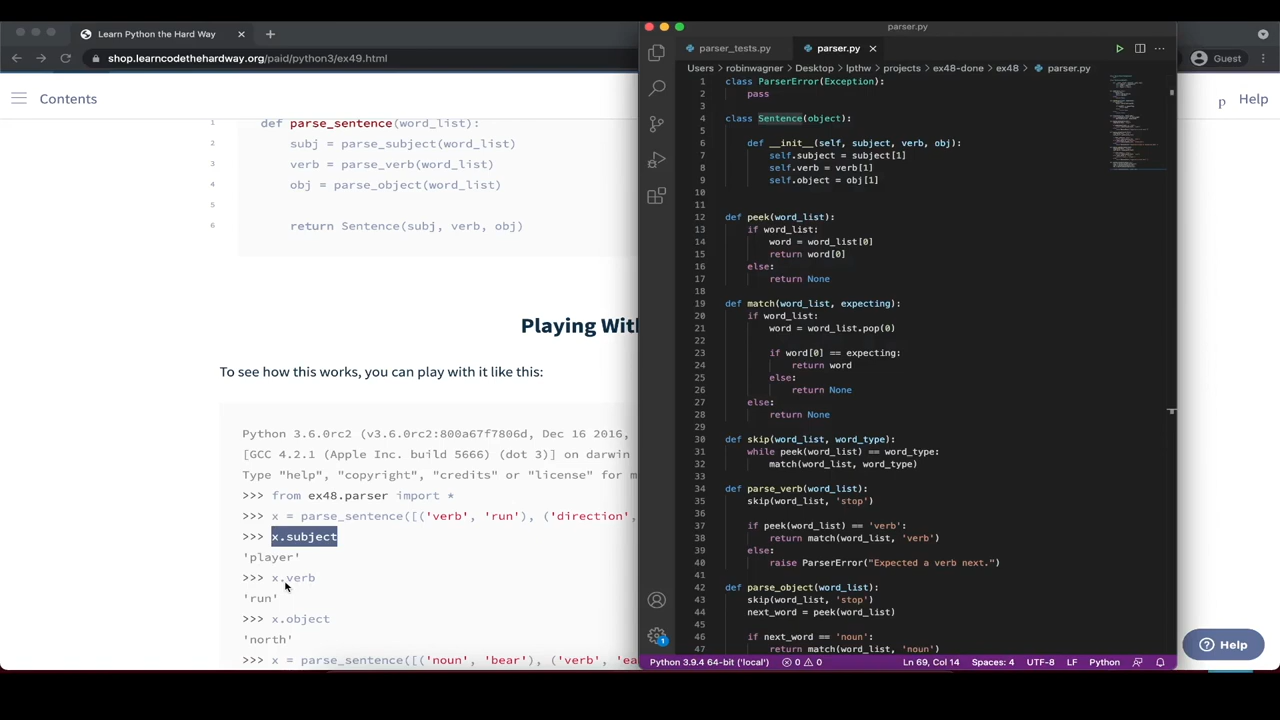 Learn Python the Hard Way
shop.learncodethehardway.org/paid/python3/ex49.html
Contents
1 def parse_sentence(word_list):
2 subj = parse_subject(word_list)
3 verb = parse_verb(word_list)
4 obj = parse_object(word_list)
5
6 return Sentence(subj, verb, obj)
Playing With
To see how this works, you can play with it like this:
Python 3.6.0rc2 (v3.6.0rc2:800a67f7806d, Dec 16 2016,
[GCC 4.2.1 (Apple Inc. build 5666) (dot 3)] on darwin
Type "help", "copyright", "credits" or "license" for m
>>> from ex48.parser import *
>>> x = parse_sentence([('verb', 'run'), ('direction',
>>> x.subject
'player'
>>> x.verb
'run'
>>> x.object
'north'
>>> x = parse_sentence([('noun', 'bear'), ('verb', 'ea
parser.py
parser_tests.py
parser.py
Users › robinwagner › Desktop › lpthw › projects › ex48-done › ex48 › parser.py
1 class ParserError(Exception):
2 pass
3
4 class Sentence(object):
5
6 def __init__(self, subject, verb, obj):
7 self.subject = subject[1]
8 self.verb = verb[1]
9 self.object = obj[1]
10
11
12 def peek(word_list):
13 if word_list:
14 word = word_list[0]
15 return word[0]
16 else:
17 return None
18
19 def match(word_list, expecting):
20 if word_list:
21 word = word_list.pop(0)
22
23 if word[0] == expecting:
24 return word
25 else:
26 return None
27 else:
28 return None
29
30 def skip(word_list, word_type):
31 while peek(word_list) == word_type:
32 match(word_list, word_type)
33
34 def parse_verb(word_list):
35 skip(word_list, 'stop')
36
37 if peek(word_list) == 'verb':
38 return match(word_list, 'verb')
39 else:
40 raise ParserError("Expected a verb next.")
41
42 def parse_object(word_list):
43 skip(word_list, 'stop')
44 next_word = peek(word_list)
45
46 if next_word == 'noun':
47 return match(word_list, 'noun')
1
Python 3.9.4 64-bit ('local') 0 0 Ln 69, Col 14 Spaces: 4 UTF-8 LF Python
Guest
p Help
Help